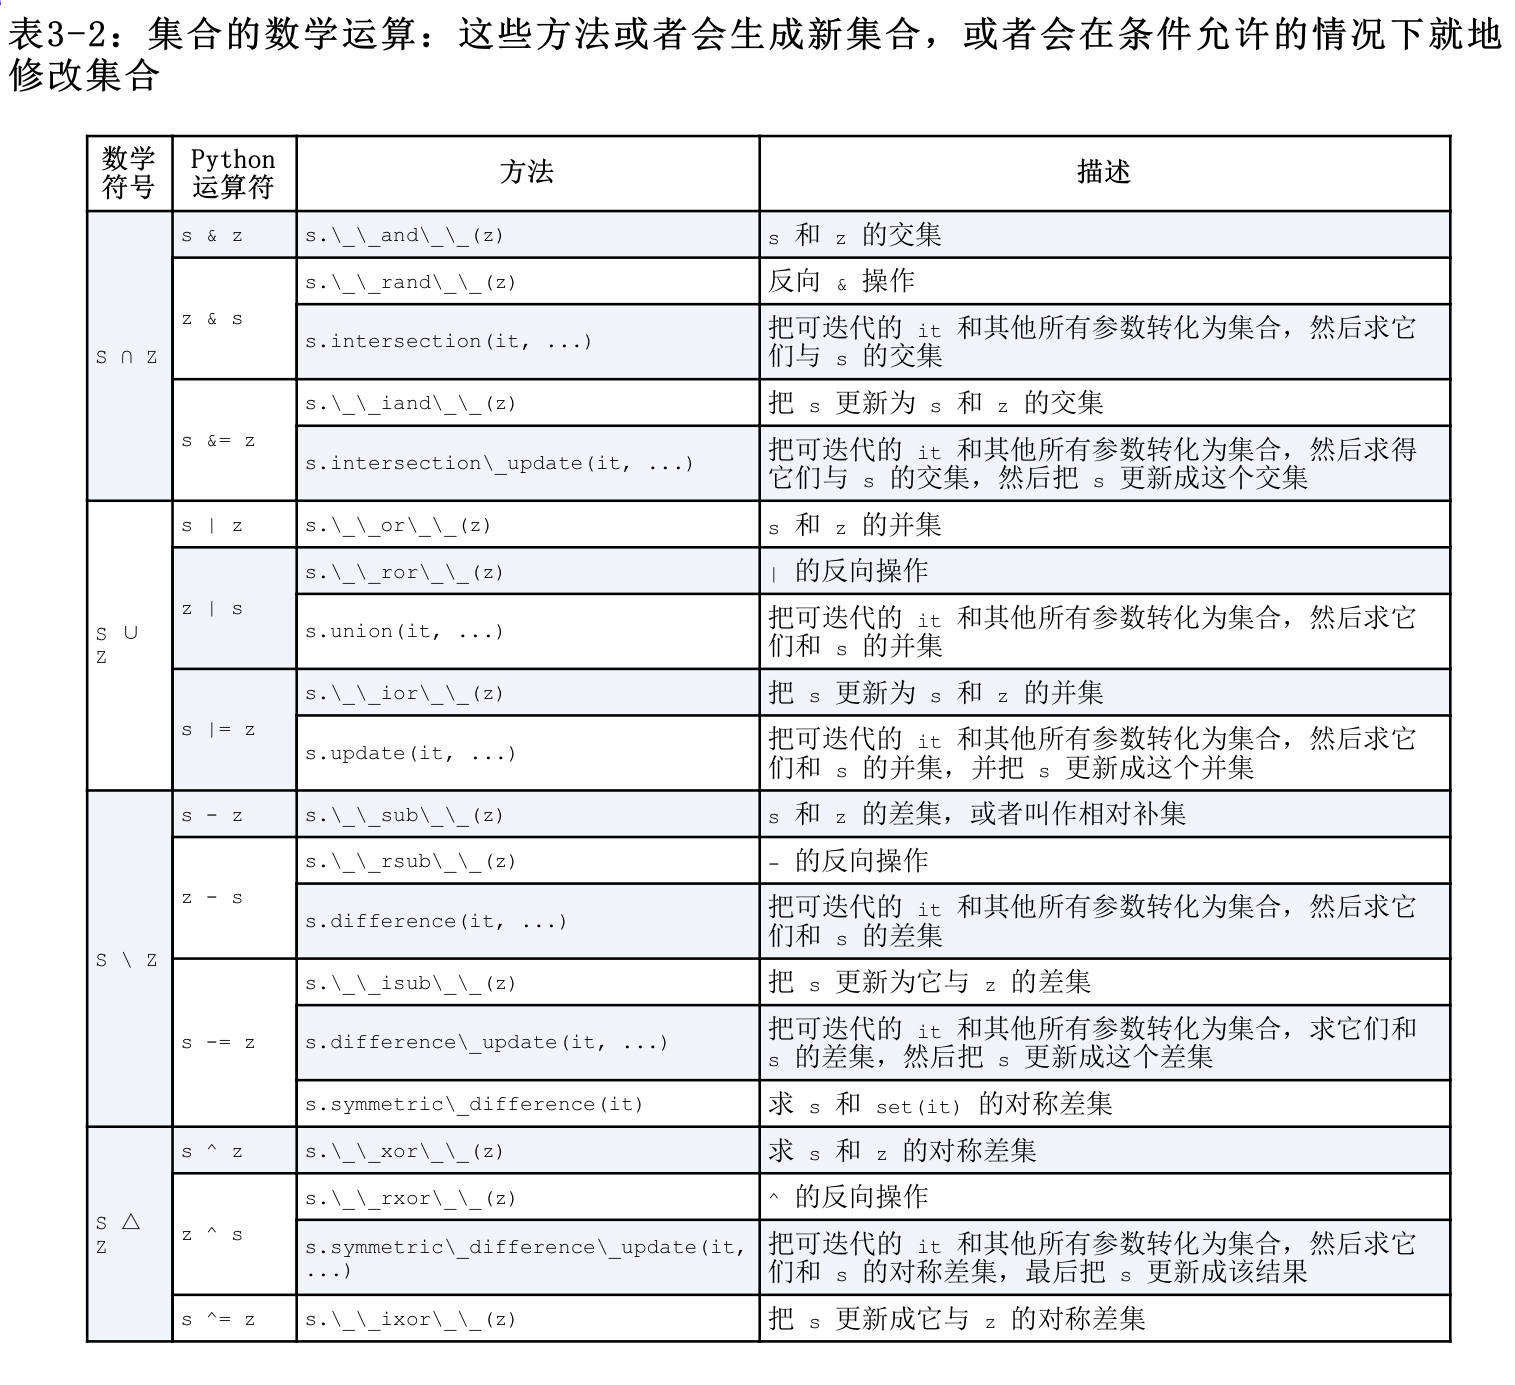 表3-2：集合的数学运算：这些方法或者会生成新集合，或者会在条件允许的情况下就地
修改集合
数学
符号
Python
运算符
方法
描述
S ∩ Z
s & z
s.\_\_and\_\_(z)
s 和 z 的交集
z & s
s.\_\_rand\_\_(z)
反向 & 操作
s.intersection(it, ...)
把可迭代的 it 和其他所有参数转化为集合，然后求它
们与 s 的交集
s &= z
s.\_\_iand\_\_(z)
把 s 更新为 s 和 z 的交集
s.intersection\_update(it, ...)
把可迭代的 it 和其他所有参数转化为集合，然后求得
它们与 s 的交集，然后把 s 更新成这个交集
S ∪
Z
s | z
s.\_\_or\_\_(z)
s 和 z 的并集
z | s
s.\_\_ror\_\_(z)
| 的反向操作
s.union(it, ...)
把可迭代的 it 和其他所有参数转化为集合，然后求它
们和 s 的并集
s |= z
s.\_\_ior\_\_(z)
把 s 更新为 s 和 z 的并集
s.update(it, ...)
把可迭代的 it 和其他所有参数转化为集合，然后求它
们和 s 的并集，并把 s 更新成这个并集
S \ Z
s - z
s.\_\_sub\_\_(z)
s 和 z 的差集，或者叫作相对补集
z - s
s.\_\_rsub\_\_(z)
- 的反向操作
s.difference(it, ...)
把可迭代的 it 和其他所有参数转化为集合，然后求它
们和 s 的差集
s -= z
s.\_\_isub\_\_(z)
把 s 更新为它与 z 的差集
s.difference\_update(it, ...)
把可迭代的 it 和其他所有参数转化为集合，求它们和
s 的差集，然后把 s 更新成这个差集
s.symmetric\_difference(it)
求 s 和 set(it) 的对称差集
S △
Z
s ^ z
s.\_\_xor\_\_(z)
求 s 和 z 的对称差集
z ^ s
s.\_\_rxor\_\_(z)
^ 的反向操作
s.symmetric\_difference\_update(it,
...)
把可迭代的 it 和其他所有参数转化为集合，然后求它
们和 s 的对称差集，最后把 s 更新成该结果
s ^= z
s.\_\_ixor\_\_(z)
把 s 更新成它与 z 的对称差集